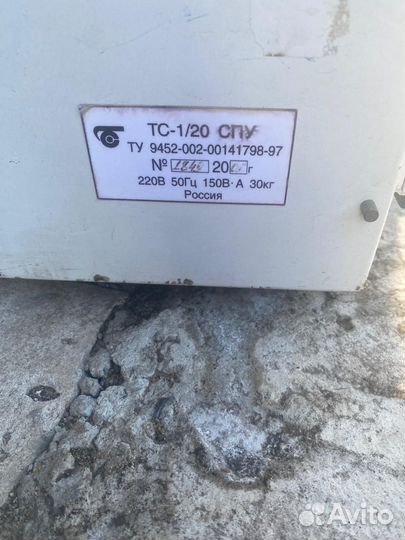 ТС-1/20 СПУ
ТУ 9452-002-00141798-97
№ 20 г
220В 50Гц 150В·А 30кг
Россия
Avito